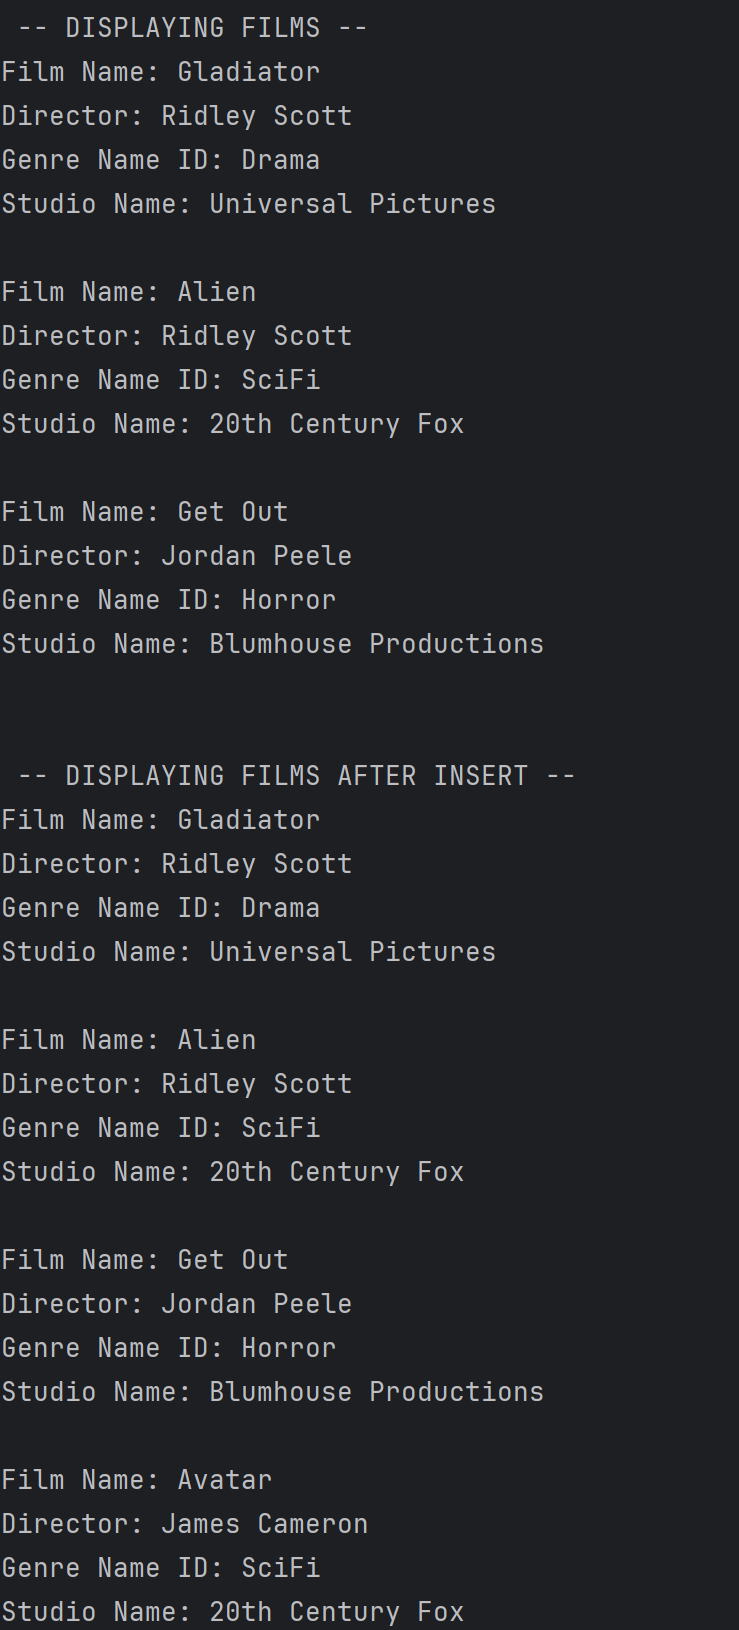 -- DISPLAYING FILMS --
Film Name: Gladiator
Director: Ridley Scott
Genre Name ID: Drama
Studio Name: Universal Pictures

Film Name: Alien
Director: Ridley Scott
Genre Name ID: SciFi
Studio Name: 20th Century Fox

Film Name: Get Out
Director: Jordan Peele
Genre Name ID: Horror
Studio Name: Blumhouse Productions

-- DISPLAYING FILMS AFTER INSERT --
Film Name: Gladiator
Director: Ridley Scott
Genre Name ID: Drama
Studio Name: Universal Pictures

Film Name: Alien
Director: Ridley Scott
Genre Name ID: SciFi
Studio Name: 20th Century Fox

Film Name: Get Out
Director: Jordan Peele
Genre Name ID: Horror
Studio Name: Blumhouse Productions

Film Name: Avatar
Director: James Cameron
Genre Name ID: SciFi
Studio Name: 20th Century Fox